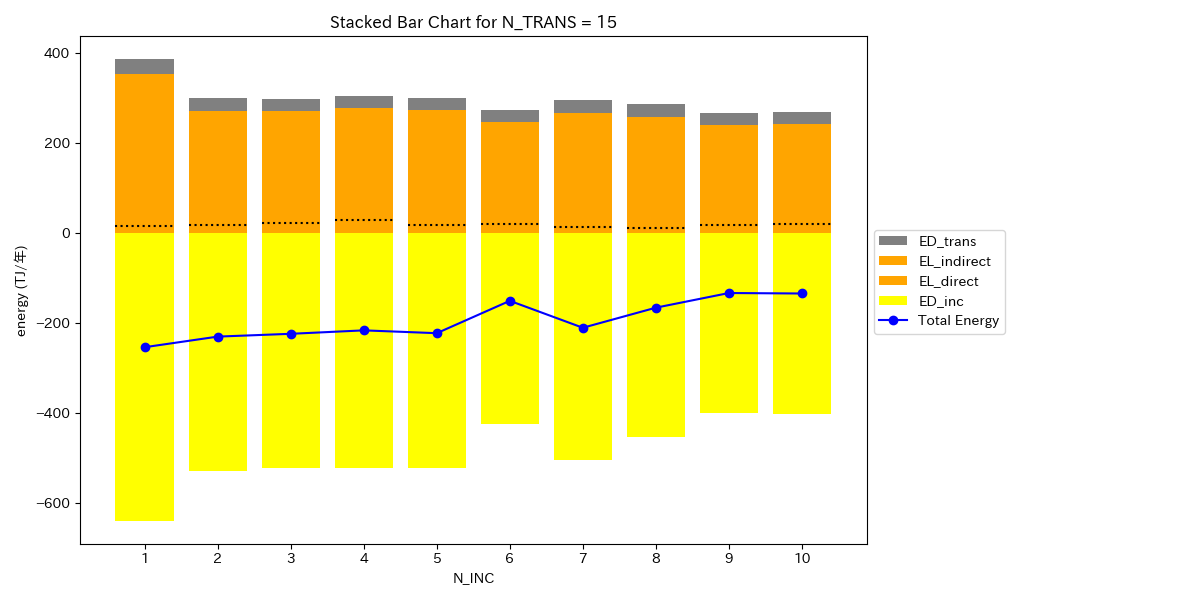 Stacked Bar Chart for N_TRANS = 15
energy (TJ/年)
400
200
0
−200
−400
−600
1 2 3 4 5 6 7 8 9 10
N_INC
ED_trans
EL_indirect
EL_direct
ED_inc
Total Energy